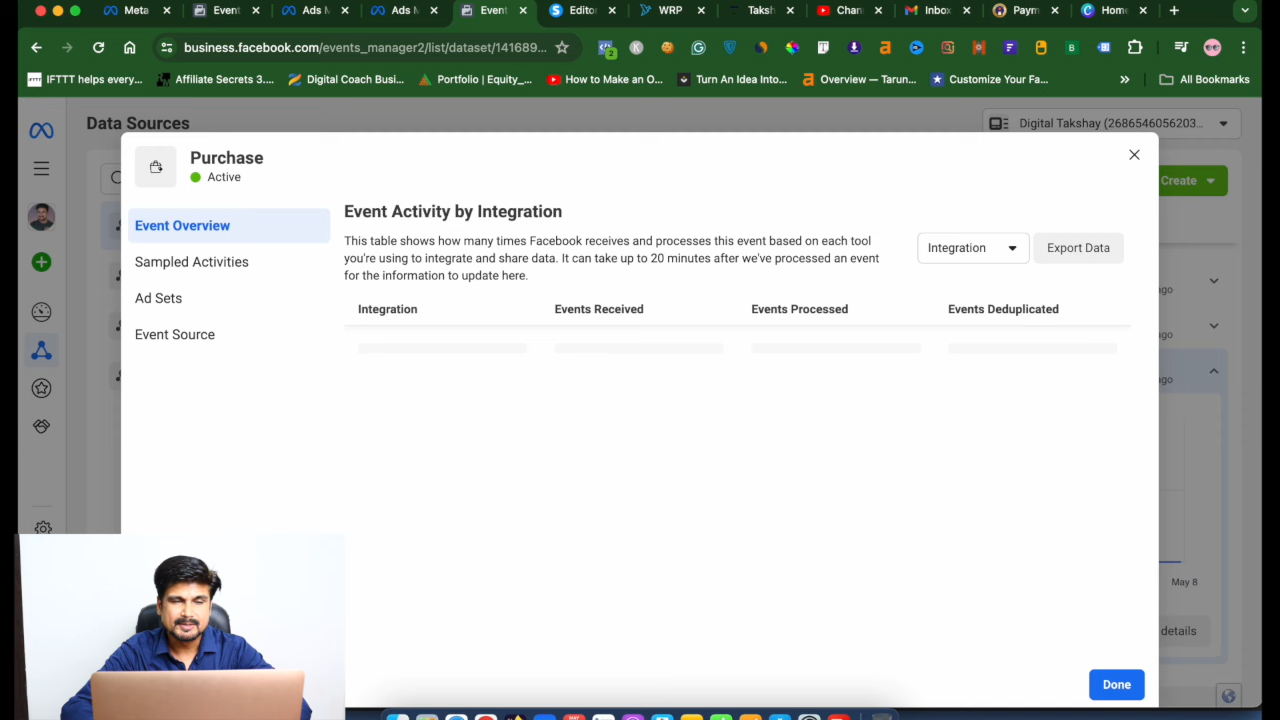 Meta
Event
Ads M
Ads M
Event
Editor
WRP
Taksh
Chan
Inbox
Paym
Home
business.facebook.com/events_manager2/list/dataset/141689...
IFTTT helps every...
Affiliate Secrets 3....
Digital Coach Busi...
Portfolio | Equity_...
How to Make an O...
Turn An Idea Into...
Overview — Tarun...
Customize Your Fa...
All Bookmarks
Data Sources
Digital Takshay (2686546056203...
Purchase
Active
Create
Event Overview
Sampled Activities
Ad Sets
Event Source
Event Activity by Integration
This table shows how many times Facebook receives and processes this event based on each tool
you're using to integrate and share data. It can take up to 20 minutes after we've processed an event
for the information to update here.
Integration
Export Data
Integration
Events Received
Events Processed
Events Deduplicated
ago
ago
ago
May 8
details
Done